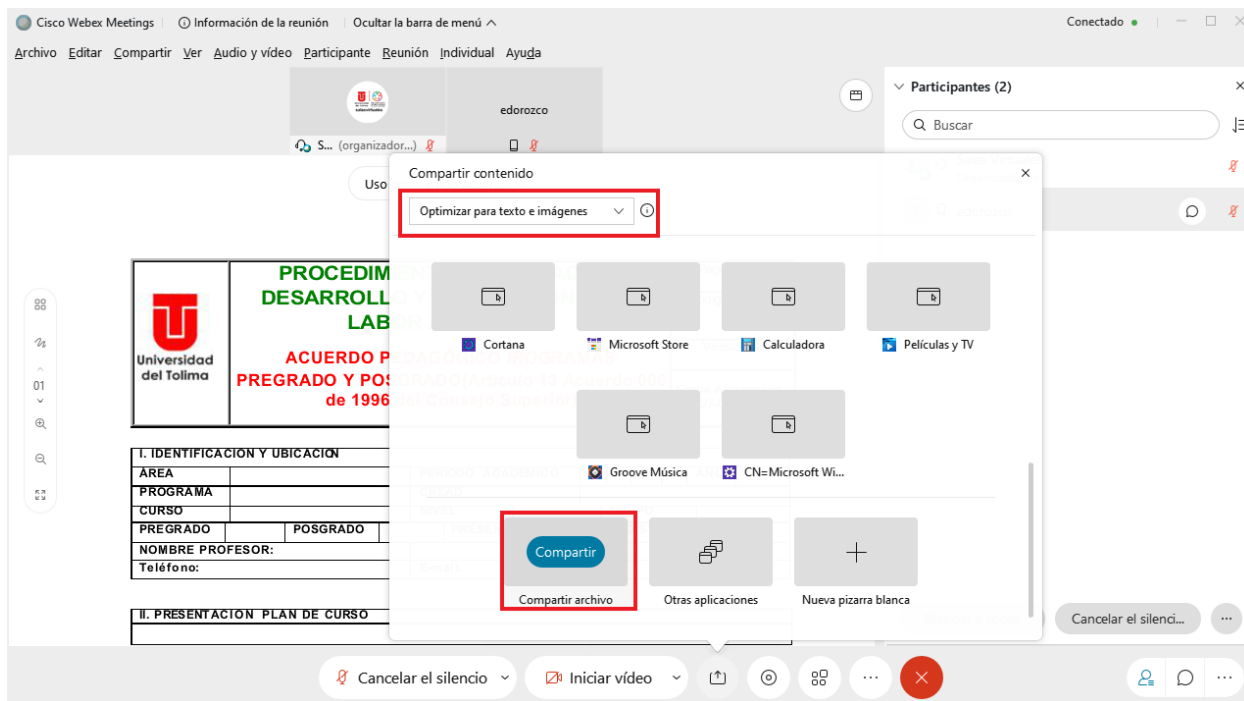 Cisco Webex Meetings
Información de la reunión
Ocultar la barra de menú
Conectado
Archivo Editar Compartir Ver Audio y vídeo Participante Reunión Individual Ayuda
S... (organizador...)
edorozco
Participantes (2)
Buscar
Uso
Compartir contenido
Optimizar para texto e imágenes
Cortana
Microsoft Store
Calculadora
Películas y TV
Groove Música
CN=Microsoft Wi...
Compartir
Compartir archivo
Otras aplicaciones
Nueva pizarra blanca
01
Universidad
del Tolima
PROCEDIM
DESARROLL
LAB
ACUERDO P
PREGRADO Y POS
de 1996
I. IDENTIFICACION Y UBICACIÓN
ÁREA
PROGRAMA
CURSO
PREGRADO POSGRADO
NOMBRE PROFESOR:
Teléfono:
II. PRESENTACION PLAN DE CURSO
Cancelar el silenci...
Cancelar el silencio
Iniciar vídeo